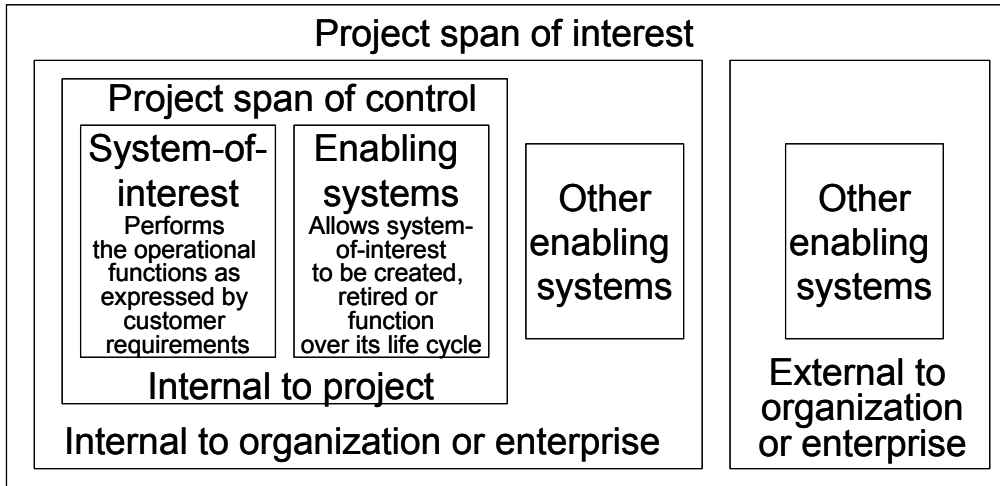 Project span of interest
Project span of control
System-of-
interest
Performs
the operational
functions as
expressed by
customer
requirements
Enabling
systems
Allows system-
of-interest
to be created,
retired or
function
over its life cycle
Internal to project
Other
enabling
systems
Internal to organization or enterprise
Other
enabling
systems
External to
organization
or enterprise